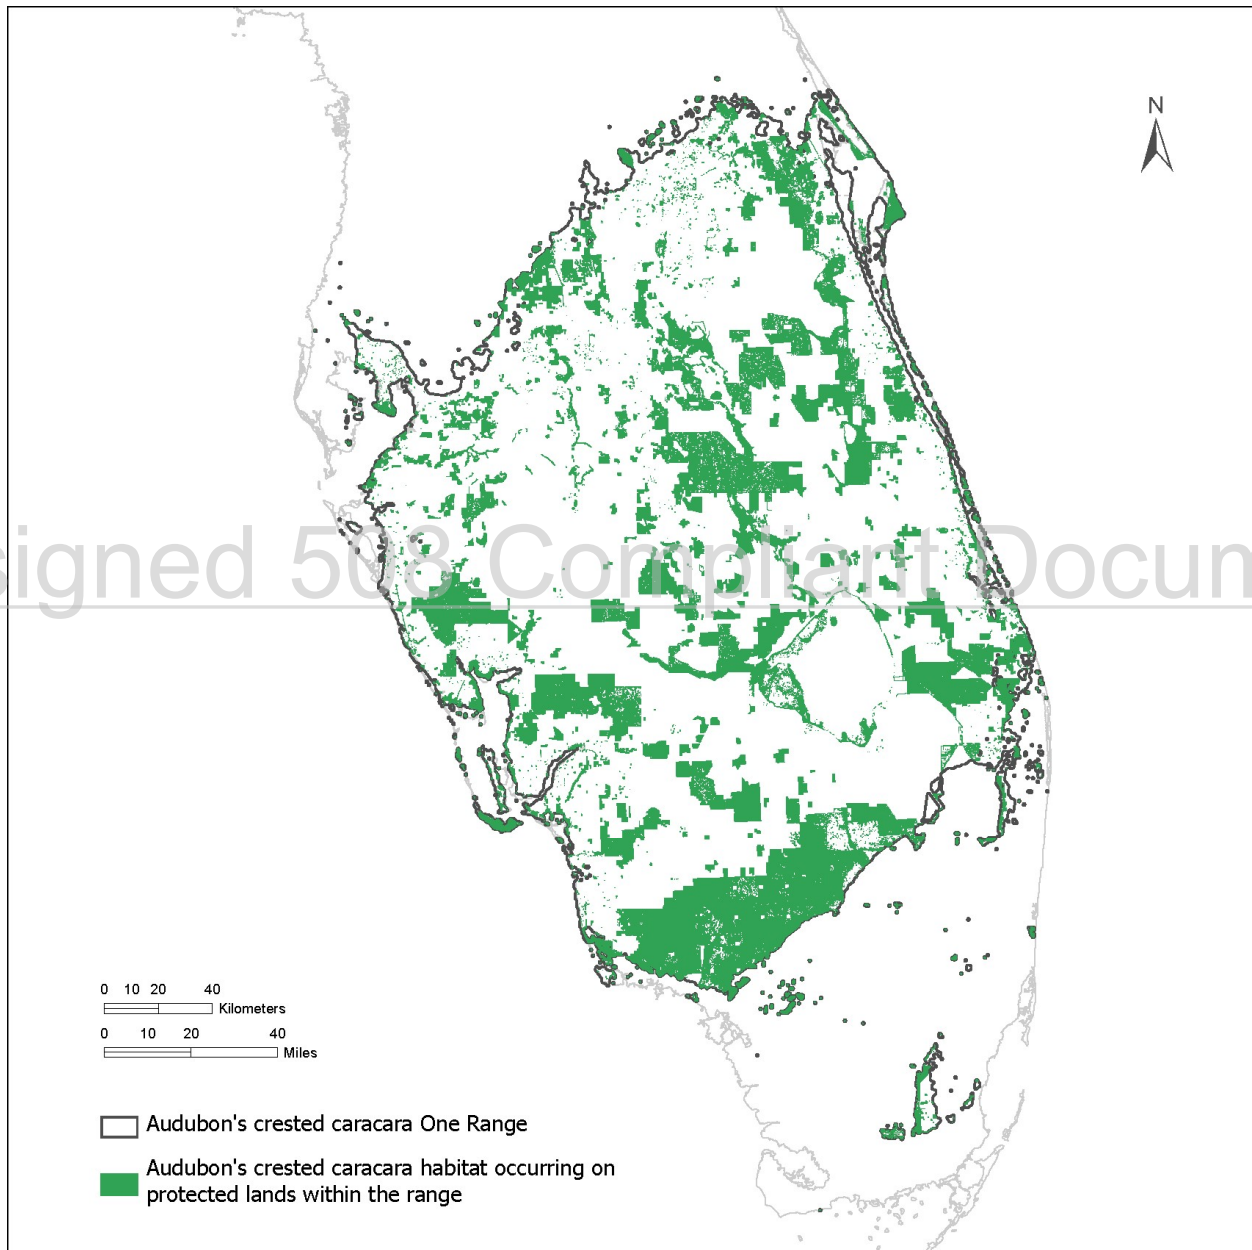 N
signed 508 Compliant Docum
0 10 20 40
Kilometers
0 10 20 40
Miles
Audubon's crested caracara One Range
Audubon's crested caracara habitat occurring on
protected lands within the range